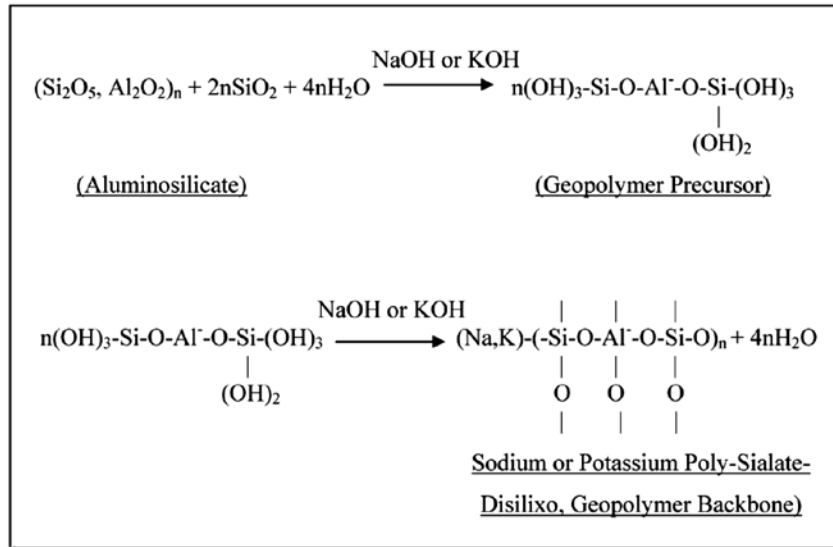 NaOH or KOH
(Si₂O₅, Al₂O₂)ₙ + 2nSiO₂ + 4nH₂O n(OH)₃-Si-O-Al⁻-O-Si-(OH)₃
|
(OH)₂
(Aluminosilicate) (Geopolymer Precursor)
NaOH or KOH
| | |
n(OH)₃-Si-O-Al⁻-O-Si-(OH)₃ (Na,K)-(-Si-O-Al⁻-O-Si-O)ₙ + 4nH₂O
| | | |
(OH)₂ O O O
| | |
Sodium or Potassium Poly-Sialate-
Disilixo, Geopolymer Backbone)